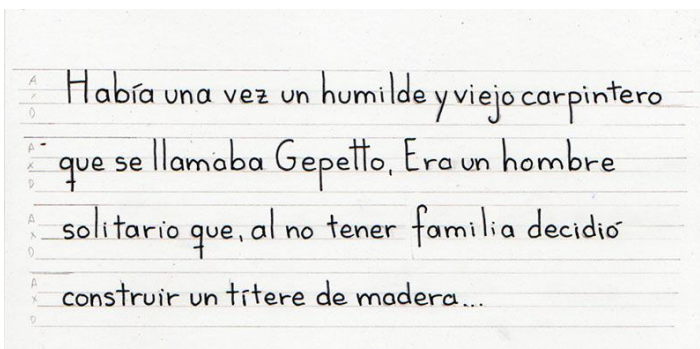 Había una vez un humilde y viejo carpintero
que se llamaba Gepetto. Era un hombre
solitario que, al no tener familia decidió
construir un títere de madera...